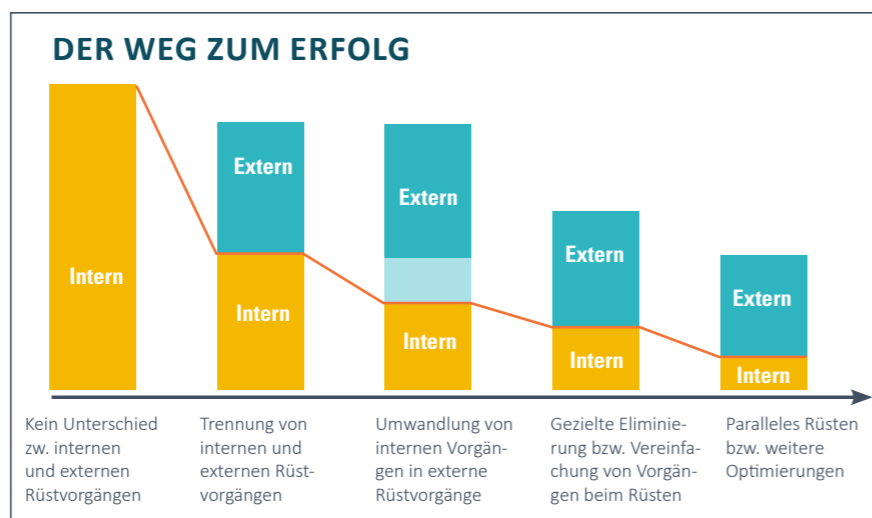 DER WEG ZUM ERFOLG
Intern
Extern
Intern
Extern
Intern
Extern
Intern
Extern
Intern
Kein Unterschied
zw. internen
und externen
Rüstvorgängen
Trennung von
internen und
externen Rüst-
vorgängen
Umwandlung von
internen Vorgän-
gen in externe
Rüstvorgänge
Gezielte Eliminie-
rung bzw. Vereinfa-
chung von Vorgän-
gen beim Rüsten
Paralleles Rüsten
bzw. weitere
Optimierungen